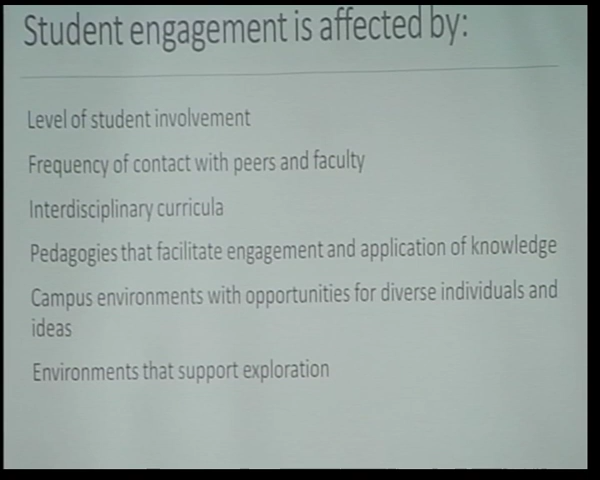 Student engagement is affected by:
Level of student involvement
Frequency of contact with peers and faculty
Interdisciplinary curricula
Pedagogies that facilitate engagement and application of knowledge
Campus environments with opportunities for diverse individuals and
ideas
Environments that support exploration